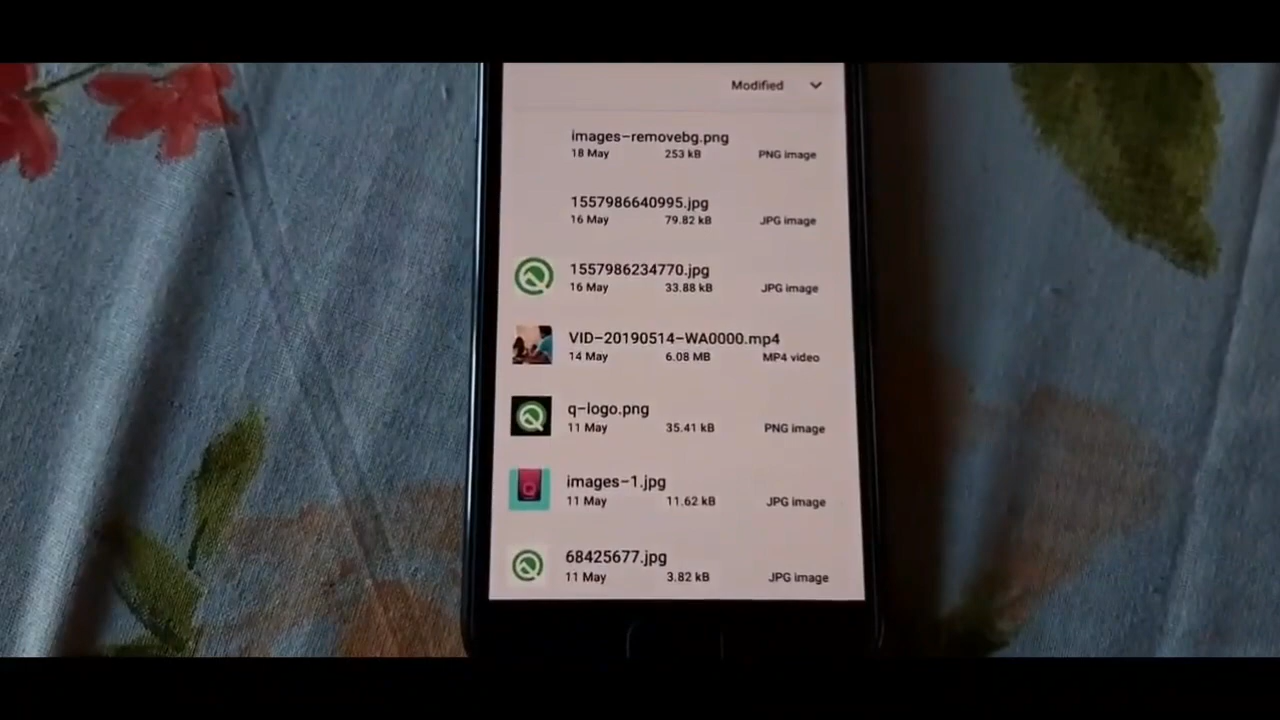 Modified
images-removebg.png
18 May 253 kB PNG image
1557986640995.jpg
16 May 79.82 kB JPG image
1557986234770.jpg
16 May 33.88 kB JPG image
VID-20190514-WA0000.mp4
14 May 6.08 MB MP4 video
q-logo.png
11 May 35.41 kB PNG image
images-1.jpg
11 May 11.62 kB JPG image
68425677.jpg
11 May 3.82 kB JPG image